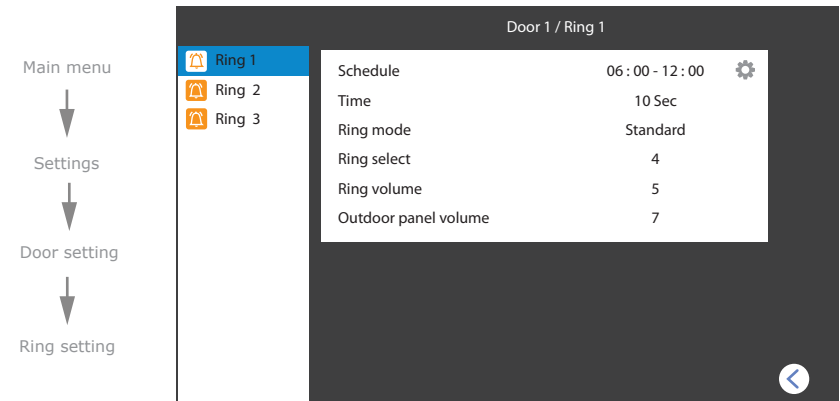 Main menu
Settings
Door setting
Ring setting
Door 1 / Ring 1
Ring 1
Ring 2
Ring 3
Schedule 06 : 00 - 12 : 00
Time 10 Sec
Ring mode Standard
Ring select 4
Ring volume 5
Outdoor panel volume 7